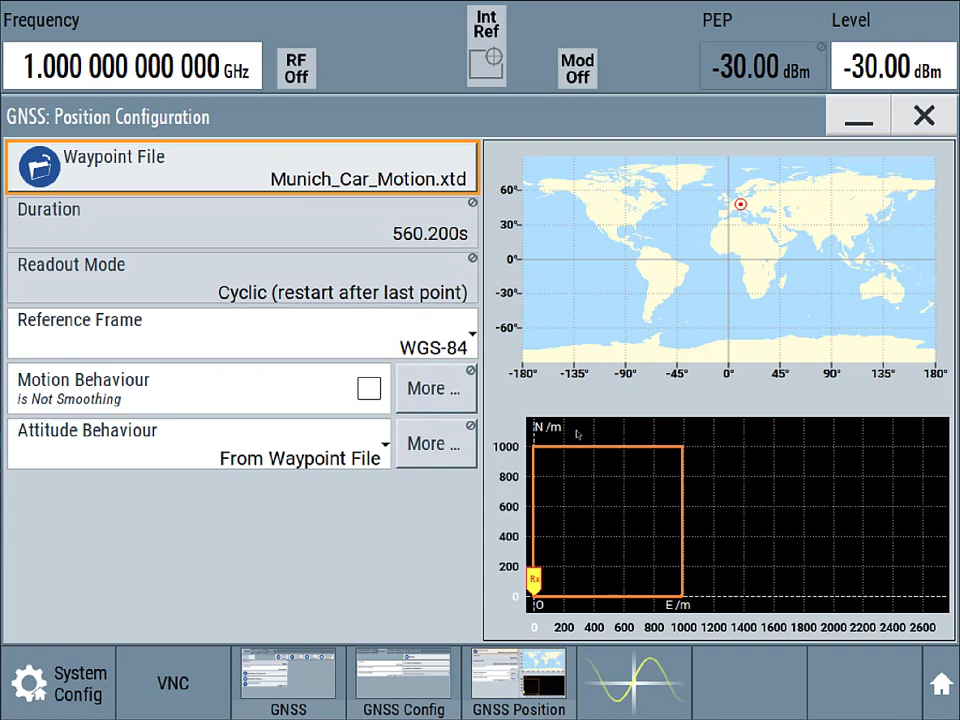 Frequency
Int
Ref
PEP
Level
1.000 000 000 000 GHz
RF
Off
Mod
Off
-30.00 dBm
-30.00 dBm
GNSS: Position Configuration
Waypoint File
Munich_Car_Motion.xtd
Duration
560.200s
Readout Mode
Cyclic (restart after last point)
Reference Frame
WGS-84
Motion Behaviour
is Not Smoothing
More ...
Attitude Behaviour
From Waypoint File
More ...
60°
30°
0°
-30°
-60°
-180° -135° -90° -45° 0° 45° 90° 135° 180°
N /m
1000
800
600
400
200
Rx
0
O
E /m
0 200 400 600 800 1000 1200 1400 1600 1800 2000 2200 2400 2600
System
Config
VNC
GNSS
GNSS Config
GNSS Position